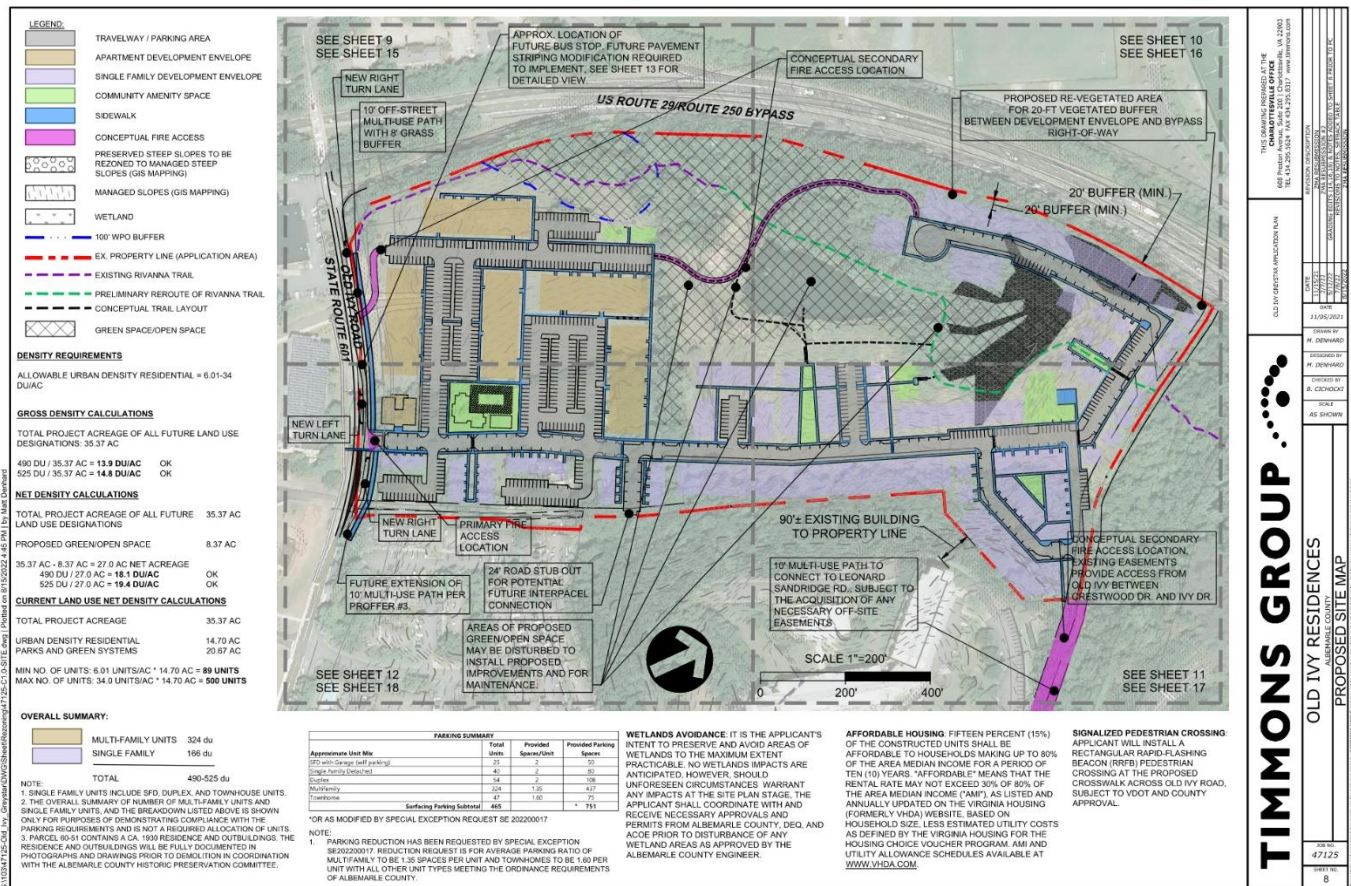 LEGEND:
TRAVELWAY / PARKING AREA
APARTMENT DEVELOPMENT ENVELOPE
SINGLE FAMILY DEVELOPMENT ENVELOPE
COMMUNITY AMENITY SPACE
SIDEWALK
CONCEPTUAL FIRE ACCESS
PRESERVED STEEP SLOPES TO BE
REZONED TO MANAGED STEEP
SLOPES (GIS MAPPING)
MANAGED SLOPES (GIS MAPPING)
WETLAND
100' WPO BUFFER
EX. PROPERTY LINE (APPLICATION AREA)
EXISTING RIVANNA TRAIL
PRELIMINARY REROUTE OF RIVANNA TRAIL
CONCEPTUAL TRAIL LAYOUT
GREEN SPACE/OPEN SPACE
DENSITY REQUIREMENTS
ALLOWABLE URBAN DENSITY RESIDENTIAL = 6.01-34
DU/AC
GROSS DENSITY CALCULATIONS
TOTAL PROJECT ACREAGE OF ALL FUTURE LAND USE
DESIGNATIONS: 35.37 AC
490 DU / 35.37 AC = 13.9 DU/AC OK
525 DU / 35.37 AC = 14.8 DU/AC OK
NET DENSITY CALCULATIONS
TOTAL PROJECT ACREAGE OF ALL FUTURE 35.37 AC
LAND USE DESIGNATIONS
PROPOSED GREEN/OPEN SPACE 8.37 AC
35.37 AC - 8.37 AC = 27.0 AC NET ACREAGE
490 DU / 27.0 AC = 18.1 DU/AC OK
525 DU / 27.0 AC = 19.4 DU/AC OK
CURRENT LAND USE NET DENSITY CALCULATIONS
TOTAL PROJECT ACREAGE 35.37 AC
URBAN DENSITY RESIDENTIAL 14.70 AC
PARKS AND GREEN SYSTEMS 20.67 AC
MIN NO. OF UNITS: 6.01 UNITS/AC * 14.70 AC = 89 UNITS
MAX NO. OF UNITS: 34.0 UNITS/AC * 14.70 AC = 500 UNITS
OVERALL SUMMARY:
MULTI-FAMILY UNITS 324 du
SINGLE FAMILY 166 du
TOTAL 490-525 du
NOTE:
1. SINGLE FAMILY UNITS INCLUDE SFD, DUPLEX, AND TOWNHOUSE UNITS.
2. THE OVERALL SUMMARY OF NUMBER OF MULTI-FAMILY UNITS AND
SINGLE FAMILY UNITS, AND THE BREAKDOWN LISTED ABOVE IS SHOWN
ONLY FOR PURPOSES OF DEMONSTRATING COMPLIANCE WITH THE
PARKING REQUIREMENTS AND IS NOT A REQUIRED ALLOCATION OF UNITS.
3. PARCEL 60-51 CONTAINS A CA. 1930 RESIDENCE AND OUTBUILDINGS. THE
RESIDENCE AND OUTBUILDINGS WILL BE FULLY DOCUMENTED IN
PHOTOGRAPHS AND DRAWINGS PRIOR TO DEMOLITION IN COORDINATION
WITH THE ALBEMARLE COUNTY HISTORIC PRESERVATION COMMITTEE.
SEE SHEET 9
SEE SHEET 15
NEW RIGHT
TURN LANE
10' OFF-STREET
MULTI-USE PATH
WITH 8' GRASS
BUFFER
APPROX. LOCATION OF
FUTURE BUS STOP. FUTURE PAVEMENT
STRIPING MODIFICATION REQUIRED
TO IMPLEMENT, SEE SHEET 13 FOR
DETAILED VIEW.
CONCEPTUAL SECONDARY
FIRE ACCESS LOCATION
US ROUTE 29/ROUTE 250 BYPASS
SEE SHEET 10
SEE SHEET 16
PROPOSED RE-VEGETATED AREA
FOR 20-FT VEGETATED BUFFER
BETWEEN DEVELOPMENT ENVELOPE AND BYPASS
RIGHT-OF-WAY
20' BUFFER (MIN.)
20' BUFFER (MIN.)
OLD IVY ROAD
STATE ROUTE 601
NEW LEFT
TURN LANE
NEW RIGHT
TURN LANE
PRIMARY FIRE
ACCESS
LOCATION
FUTURE EXTENSION OF
10' MULTI-USE PATH PER
PROFFER #3.
24' ROAD STUB OUT
FOR POTENTIAL
FUTURE INTERPACEL
CONNECTION
AREAS OF PROPOSED
GREEN/OPEN SPACE
MAY BE DISTURBED TO
INSTALL PROPOSED
IMPROVEMENTS AND FOR
MAINTENANCE.
90'± EXISTING BUILDING
TO PROPERTY LINE
10' MULTI-USE PATH TO
CONNECT TO LEONARD
SANDRIDGE RD., SUBJECT TO
THE ACQUISITION OF ANY
NECESSARY OFF-SITE
EASEMENTS
CONCEPTUAL SECONDARY
FIRE ACCESS LOCATION,
EXISTING EASEMENTS
PROVIDE ACCESS FROM
OLD IVY BETWEEN
CRESTWOOD DR. AND IVY DR.
SCALE 1"=200'
0 200' 400'
SEE SHEET 12
SEE SHEET 18
SEE SHEET 11
SEE SHEET 17
PARKING SUMMARY
Approximate Unit Mix Total Units Provided Spaces/Unit Provided Parking Spaces
SFD with Garage (self parking) 25 2 50
Single Family Detached 40 2 80
Duplex 54 2 108
Multifamily 324 1.35 437
Townhome 47 1.60 75
Surfacing Parking Subtotal 465 * 751
*OR AS MODIFIED BY SPECIAL EXCEPTION REQUEST SE 202200017
NOTE:
1. PARKING REDUCTION HAS BEEN REQUESTED BY SPECIAL EXCEPTION
SE202200017. REDUCTION REQUEST IS FOR AVERAGE PARKING RATIO OF
MULTIFAMILY TO BE 1.35 SPACES PER UNIT AND TOWNHOMES TO BE 1.60 PER
UNIT WITH ALL OTHER UNIT TYPES MEETING THE ORDINANCE REQUIREMENTS
OF ALBEMARLE COUNTY.
WETLANDS AVOIDANCE: IT IS THE APPLICANT'S
INTENT TO PRESERVE AND AVOID AREAS OF
WETLANDS TO THE MAXIMUM EXTENT
PRACTICABLE. NO WETLANDS IMPACTS ARE
ANTICIPATED, HOWEVER, SHOULD
UNFORESEEN CIRCUMSTANCES WARRANT
ANY IMPACTS AT THE SITE PLAN STAGE, THE
APPLICANT SHALL COORDINATE WITH AND
RECEIVE NECESSARY APPROVALS AND
PERMITS FROM ALBEMARLE COUNTY, DEQ, AND
ACOE PRIOR TO DISTURBANCE OF ANY
WETLAND AREAS AS APPROVED BY THE
ALBEMARLE COUNTY ENGINEER.
AFFORDABLE HOUSING: FIFTEEN PERCENT (15%)
OF THE CONSTRUCTED UNITS SHALL BE
AFFORDABLE TO HOUSEHOLDS MAKING UP TO 80%
OF THE AREA MEDIAN INCOME FOR A PERIOD OF
TEN (10) YEARS. "AFFORDABLE" MEANS THAT THE
RENTAL RATE MAY NOT EXCEED 30% OF 80% OF
THE AREA MEDIAN INCOME ("AMI"), AS LISTED AND
ANNUALLY UPDATED ON THE VIRGINIA HOUSING
(FORMERLY VHDA) WEBSITE, BASED ON
HOUSEHOLD SIZE, LESS ESTIMATED UTILITY COSTS
AS DEFINED BY THE VIRGINIA HOUSING FOR THE
HOUSING CHOICE VOUCHER PROGRAM. AMI AND
UTILITY ALLOWANCE SCHEDULES AVAILABLE AT
WWW.VHDA.COM.
SIGNALIZED PEDESTRIAN CROSSING:
APPLICANT WILL INSTALL A
RECTANGULAR RAPID-FLASHING
BEACON (RRFB) PEDESTRIAN
CROSSING AT THE PROPOSED
CROSSWALK ACROSS OLD IVY ROAD,
SUBJECT TO VDOT AND COUNTY
APPROVAL.
THIS DRAWING PREPARED AT THE
CHARLOTTESVILLE OFFICE
608 Preston Avenue, Suite 200 | Charlottesville, VA 22903
TEL 434.295.5624 FAX 434.295.8317 www.timmons.com
REVISION DESCRIPTION
OLD IVY GREYSTAR APPLICATION PLAN
DATE
DATE
11/05/2021
DRAWN BY
M. DENHARD
DESIGNED BY
M. DENHARD
CHECKED BY
B. CICHOCKI
SCALE
AS SHOWN
TIMMONS GROUP
OLD IVY RESIDENCES
ALBEMARLE COUNTY
PROPOSED SITE MAP
JOB NO.
47125
SHEET NO.
8